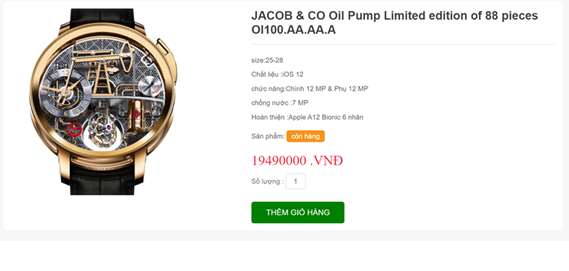 JACOB & CO Oil Pump Limited edition of 88 pieces
OI100.AA.AA.A
size:25-28
Chất liệu :iOS 12
chức năng:Chính 12 MP & Phụ 12 MP
chống nước :7 MP
Hoàn thiện :Apple A12 Bionic 6 nhân
Sản phẩm: còn hàng
19490000 .VNĐ
Số lượng : 1
THÊM GIỎ HÀNG